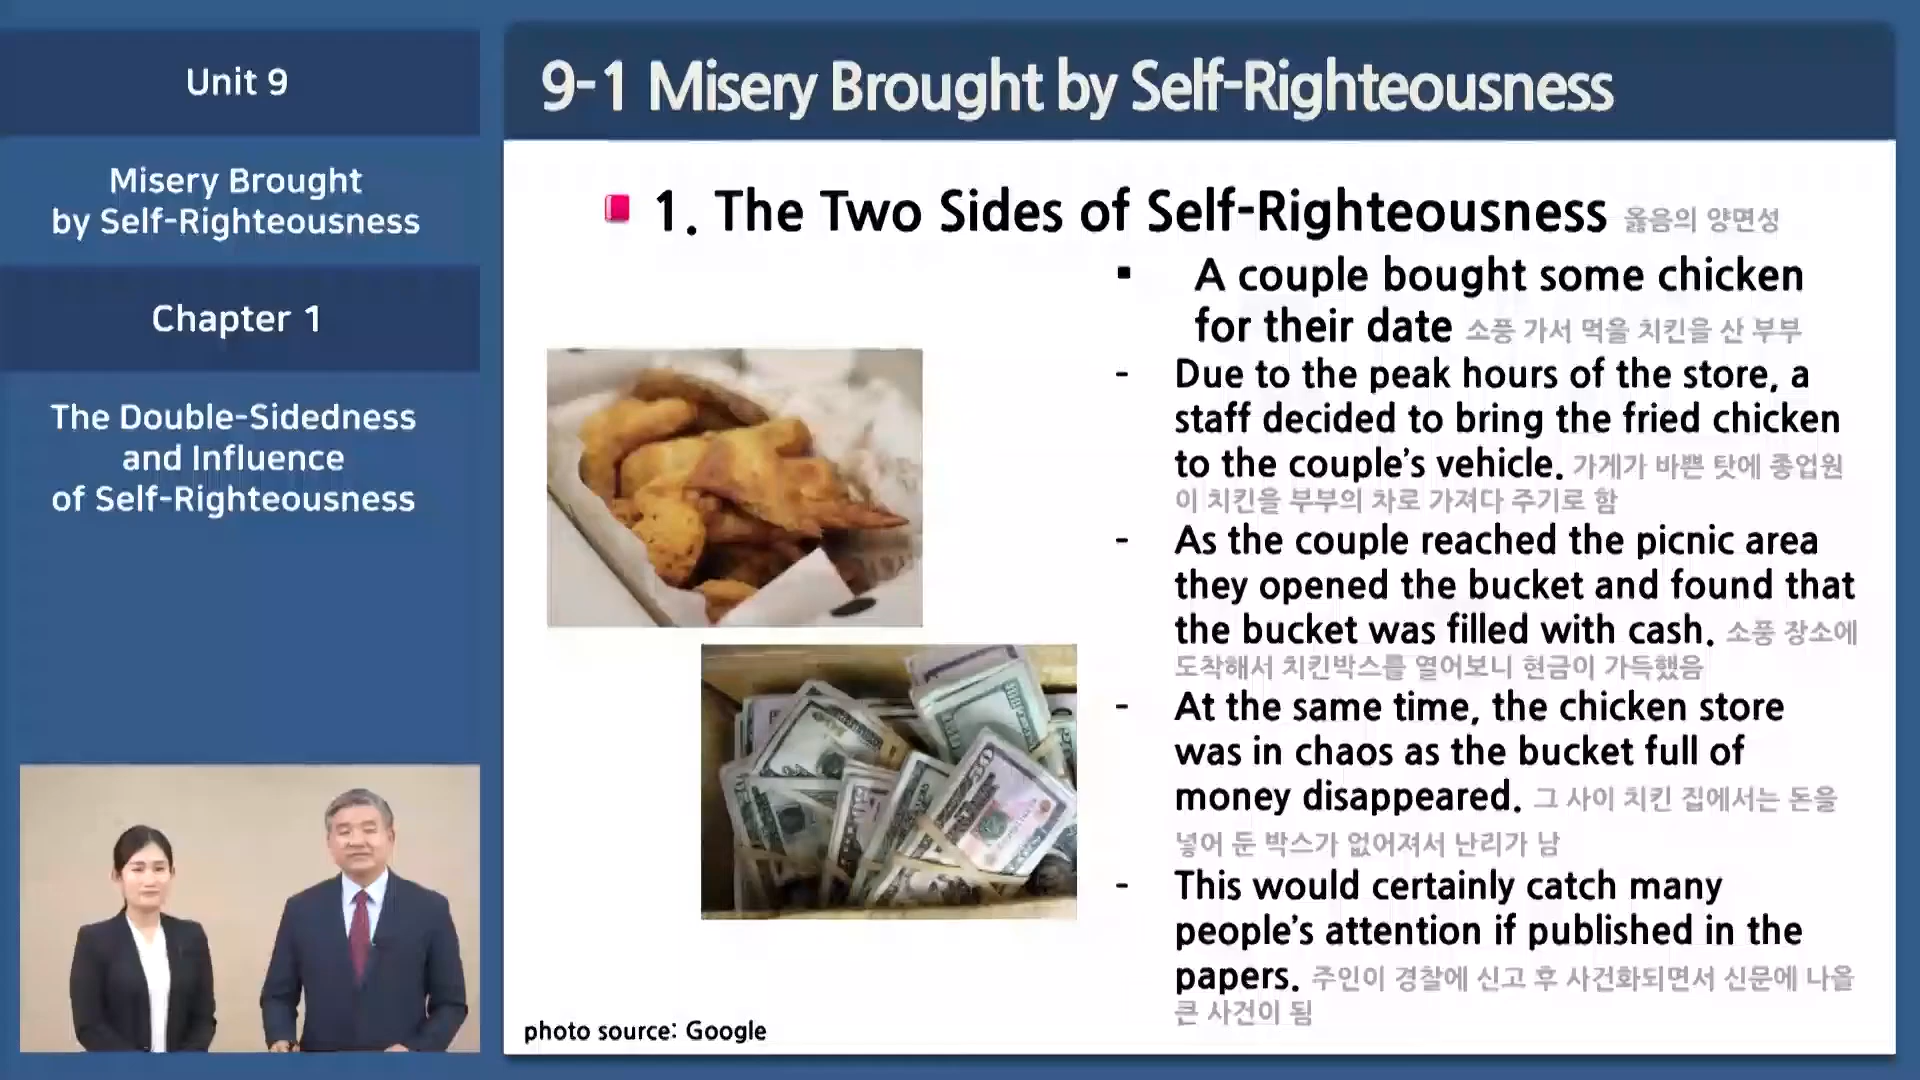 Unit 9
Misery Brought
by Self-Righteousness
Chapter 1
The Double-Sidedness
and Influence
of Self-Righteousness
9-1 Misery Brought by Self-Righteousness
1. The Two Sides of Self-Righteousness 옳음의 양면성
▪ A couple bought some chicken
for their date 소풍 가서 먹을 치킨을 산 부부
- Due to the peak hours of the store, a
staff decided to bring the fried chicken
to the couple's vehicle. 가게가 바쁜 탓에 종업원
이 치킨을 부부의 차로 가져다 주기로 함
- As the couple reached the picnic area
they opened the bucket and found that
the bucket was filled with cash. 소풍 장소에
도착해서 치킨박스를 열어보니 현금이 가득했음
- At the same time, the chicken store
was in chaos as the bucket full of
money disappeared. 그 사이 치킨 집에서는 돈을
넣어 둔 박스가 없어져서 난리가 남
- This would certainly catch many
people's attention if published in the
papers. 주인이 경찰에 신고 후 사건화되면서 신문에 나올
큰 사건이 됨
photo source: Google